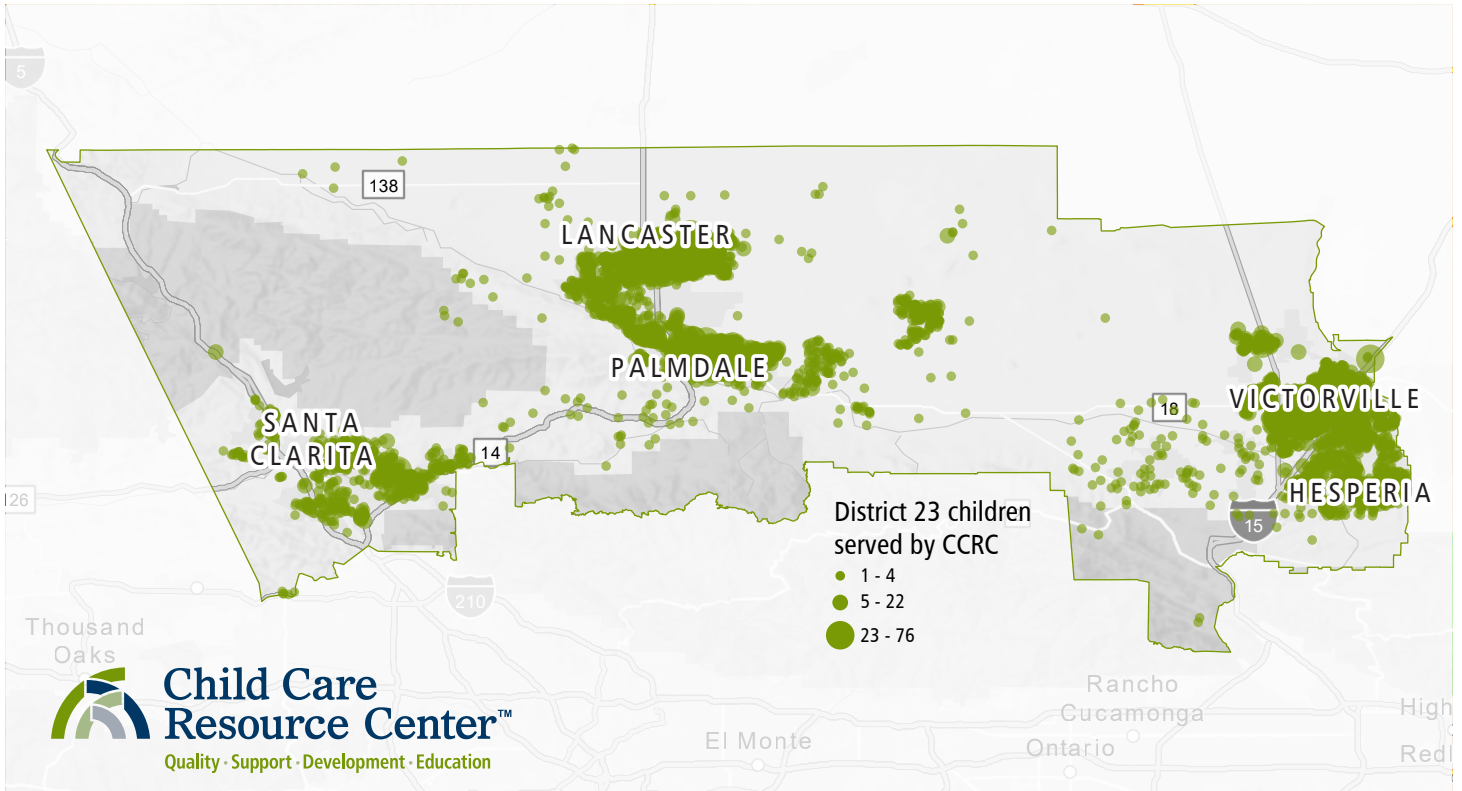 5
138
LANCASTER
PALMDALE
SANTA
CLARITA
14
18
VICTORVILLE
HESPERIA
15
126
210
District 23 children
served by CCRC
1 - 4
5 - 22
23 - 76
Thousand
Oaks
Rancho
Cucamonga
El Monte
Ontario
High
Redl
Child Care
Resource Center™
Quality · Support · Development · Education